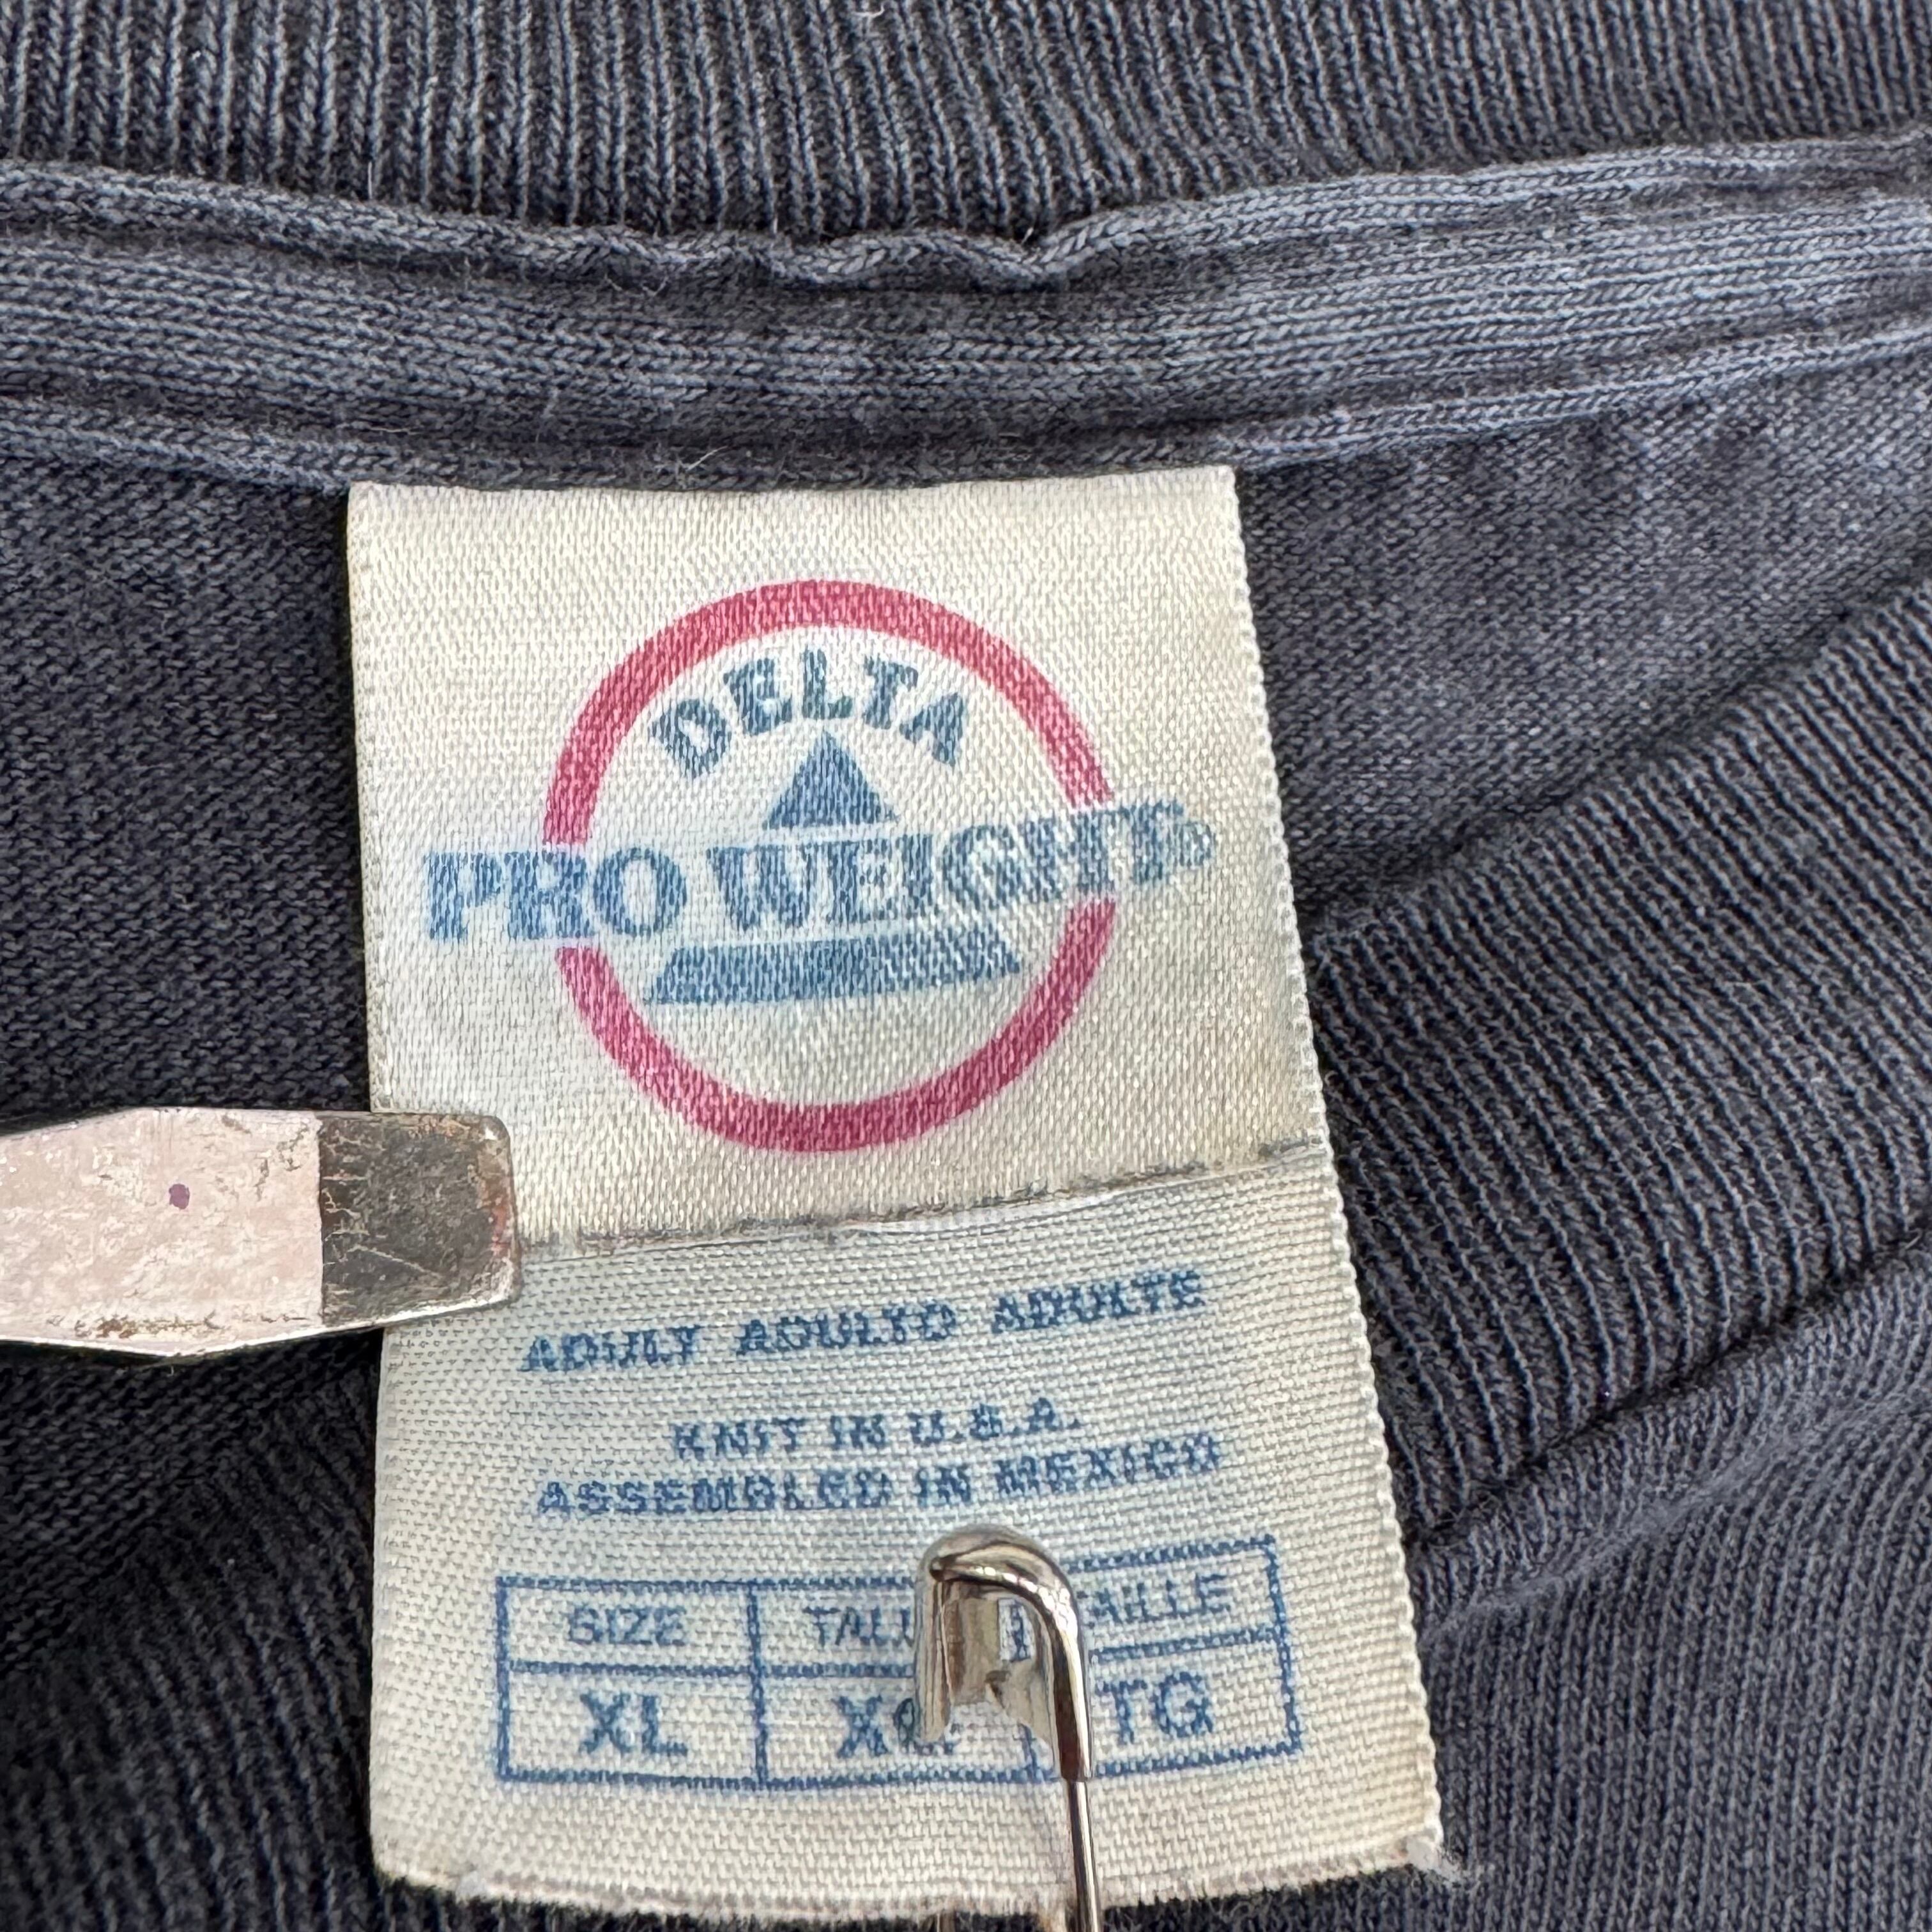 DELTA
PRO WEIGHT®
ADULT ADULTO ADULTE
KNIT IN U.S.A.
ASSEMBLED IN MEXICO
SIZE
XL TG